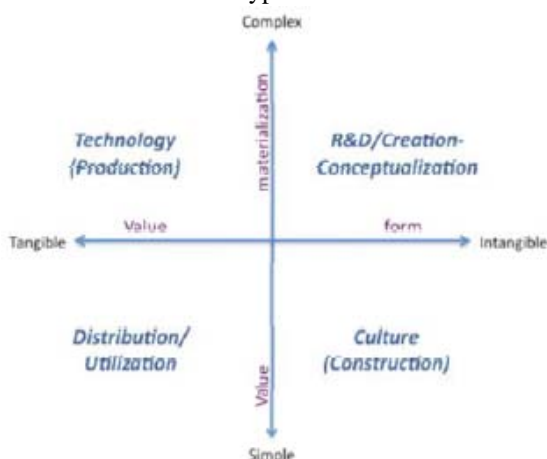 Complex
materialization
Technology
(Production)
R&D/Creation-
Conceptualization
Tangible
Value
form
Intangible
Distribution/
Utilization
Culture
(Construction)
Value
Simple